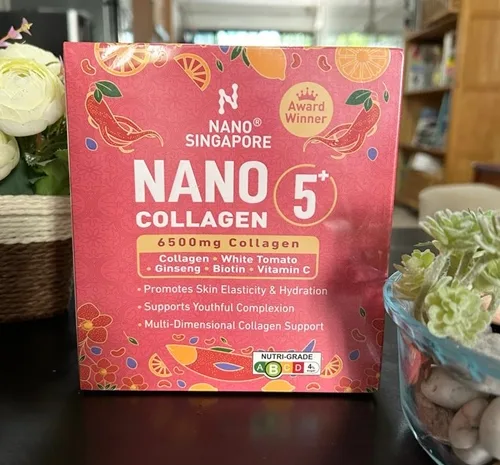 N
NANO®
SINGAPORE
Award
Winner
NANO 5+
COLLAGEN
6500mg Collagen
Collagen • White Tomato
• Ginseng • Biotin • Vitamin C
• Promotes Skin Elasticity & Hydration
• Supports Youthful Complexion
• Multi-Dimensional Collagen Support
NUTRI-GRADE
A B C D 4%